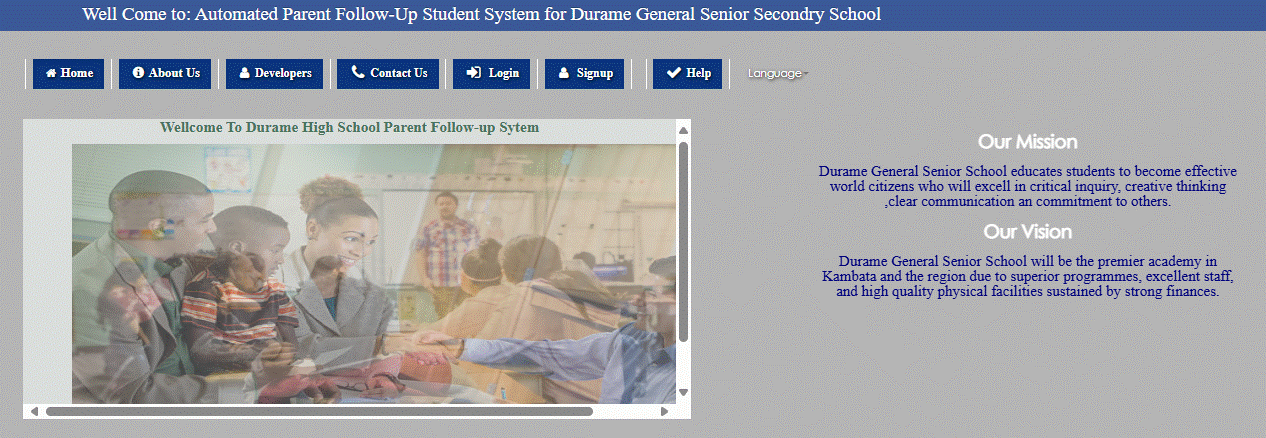 Well Come to: Automated Parent Follow-Up Student System for Durame General Senior Secondry School
Home About Us Developers Contact Us Login Signup Help Language
Wellcome To Durame High School Parent Follow-up Sytem
Our Mission
Durame General Senior School educates students to become effective
world citizens who will excell in critical inquiry, creative thinking
,clear communication an commitment to others.
Our Vision
Durame General Senior School will be the premier academy in
Kambata and the region due to superior programmes, excellent staff,
and high quality physical facilities sustained by strong finances.